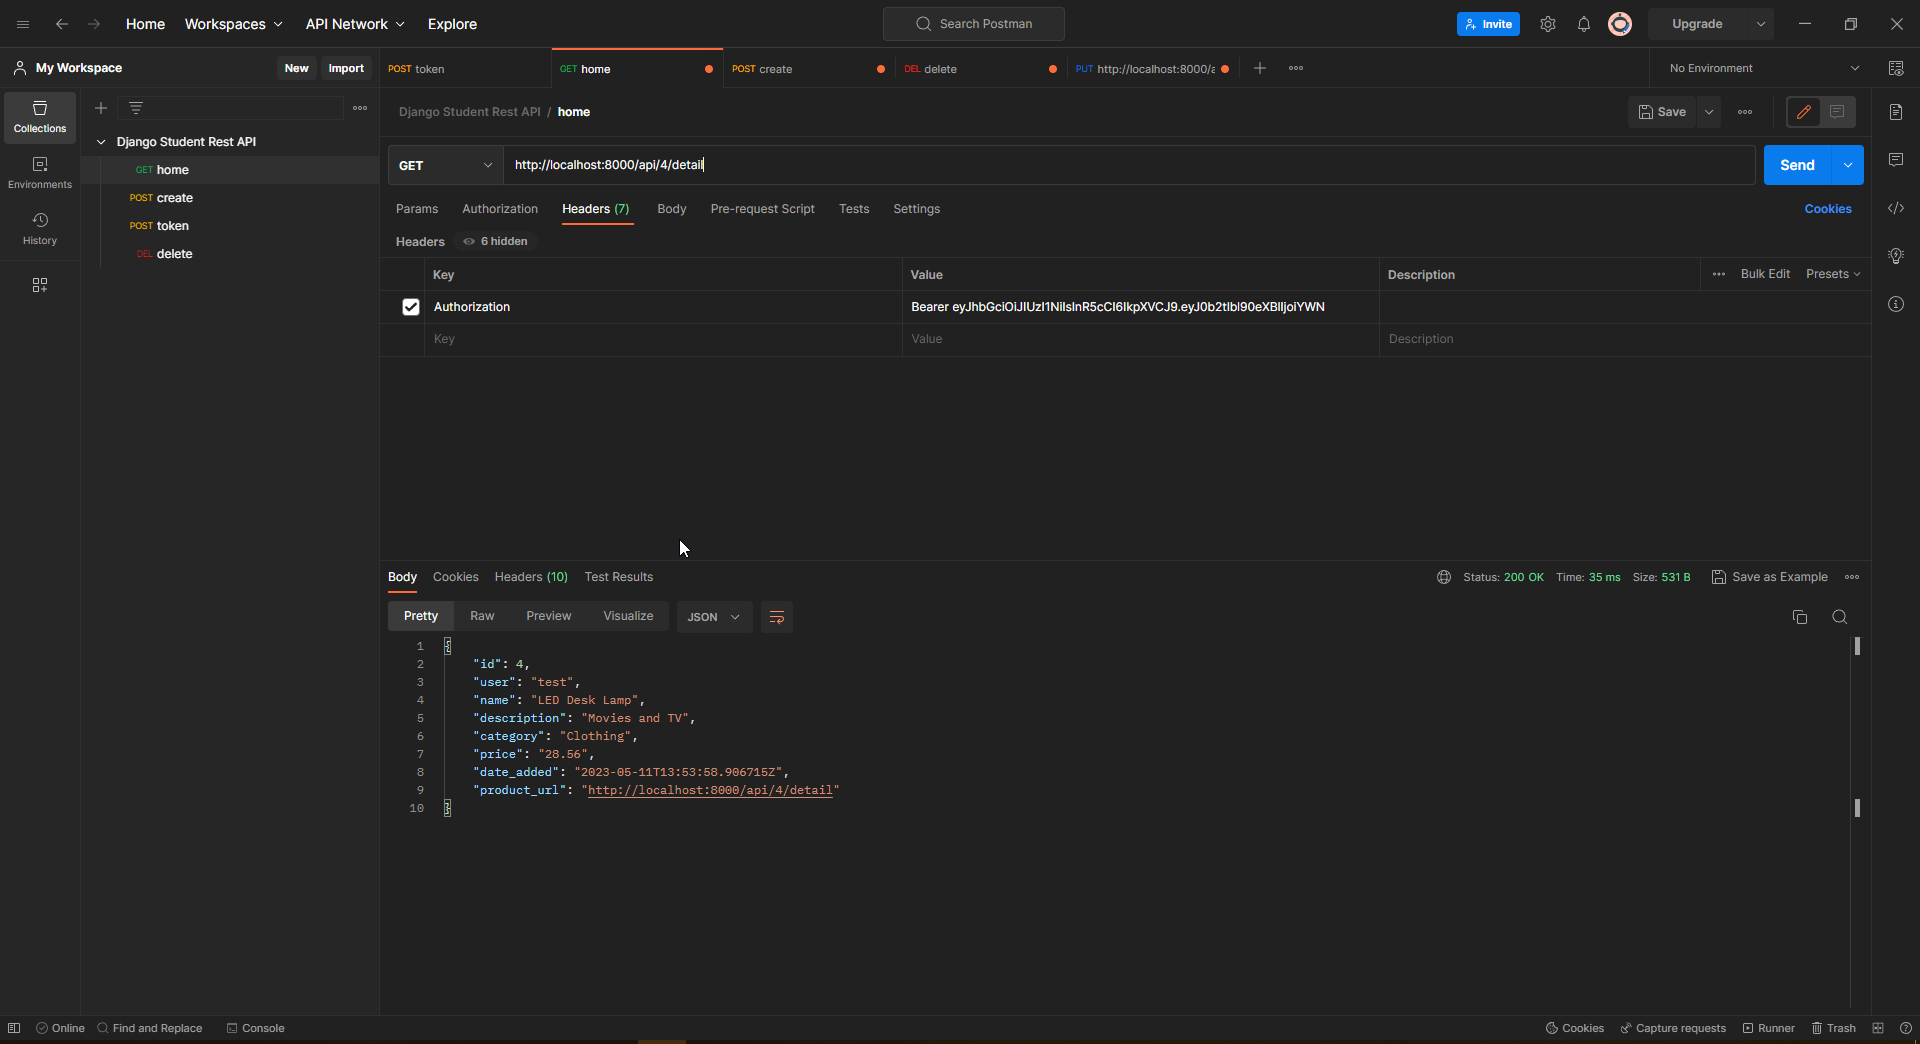 Home Workspaces API Network Explore Search Postman Invite Upgrade
My Workspace New Import POST token GET home POST create DEL delete PUT http://localhost:8000/a No Environment
Collections
Environments
History
Django Student Rest API
GET home
POST create
POST token
DEL delete
Django Student Rest API / home Save
GET http://localhost:8000/api/4/detail Send
Params Authorization Headers (7) Body Pre-request Script Tests Settings Cookies
Headers 6 hidden
Key Value Description Bulk Edit Presets
Authorization Bearer
Key Value Description
Body Cookies Headers (10) Test Results Status: 200 OK Time: 35 ms Size: 531 B Save as Example
Pretty Raw Preview Visualize JSON
1 {
2 "id": 4,
3 "user": "test",
4 "name": "LED Desk Lamp",
5 "description": "Movies and TV",
6 "category": "Clothing",
7 "price": "28.56",
8 "date_added": "2023-05-11T13:53:58.906715Z",
9 "product_url": "http://localhost:8000/api/4/detail"
10 }
Online Find and Replace Console Cookies Capture requests Runner Trash